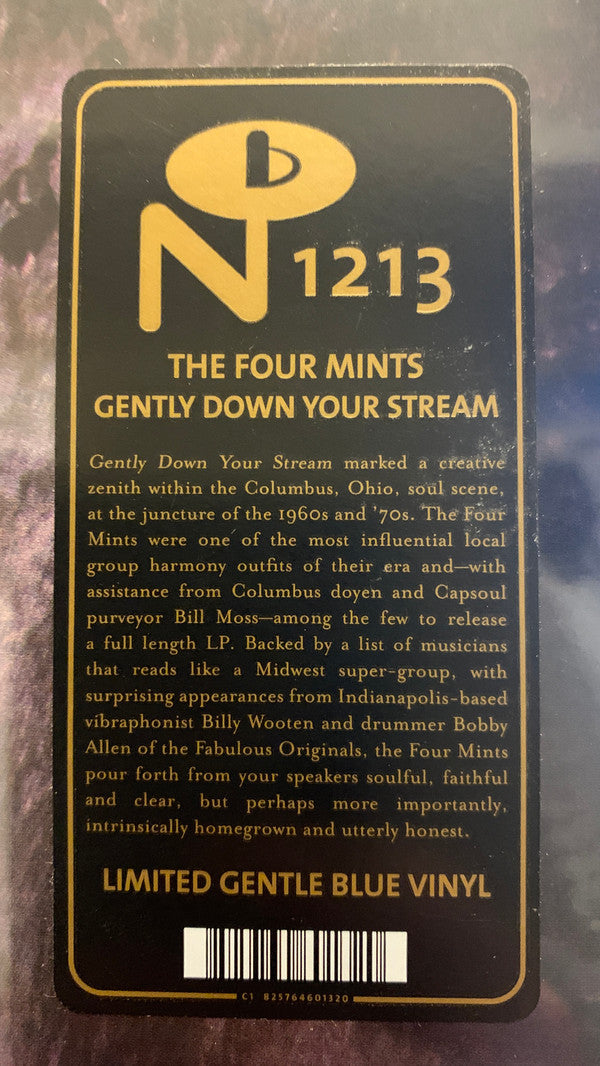 N 1213
THE FOUR MINTS
GENTLY DOWN YOUR STREAM
Gently Down Your Stream marked a creative
zenith within the Columbus, Ohio, soul scene,
at the juncture of the 1960s and '70s. The Four
Mints were one of the most influential local
group harmony outfits of their era and—with
assistance from Columbus doyen and Capsoul
purveyor Bill Moss—among the few to release
a full length LP. Backed by a list of musicians
that reads like a Midwest super-group, with
surprising appearances from Indianapolis-based
vibraphonist Billy Wooten and drummer Bobby
Allen of the Fabulous Originals, the Four Mints
pour forth from your speakers soulful, faithful
and clear, but perhaps more importantly,
intrinsically homegrown and utterly honest.
LIMITED GENTLE BLUE VINYL
C1 825764601320